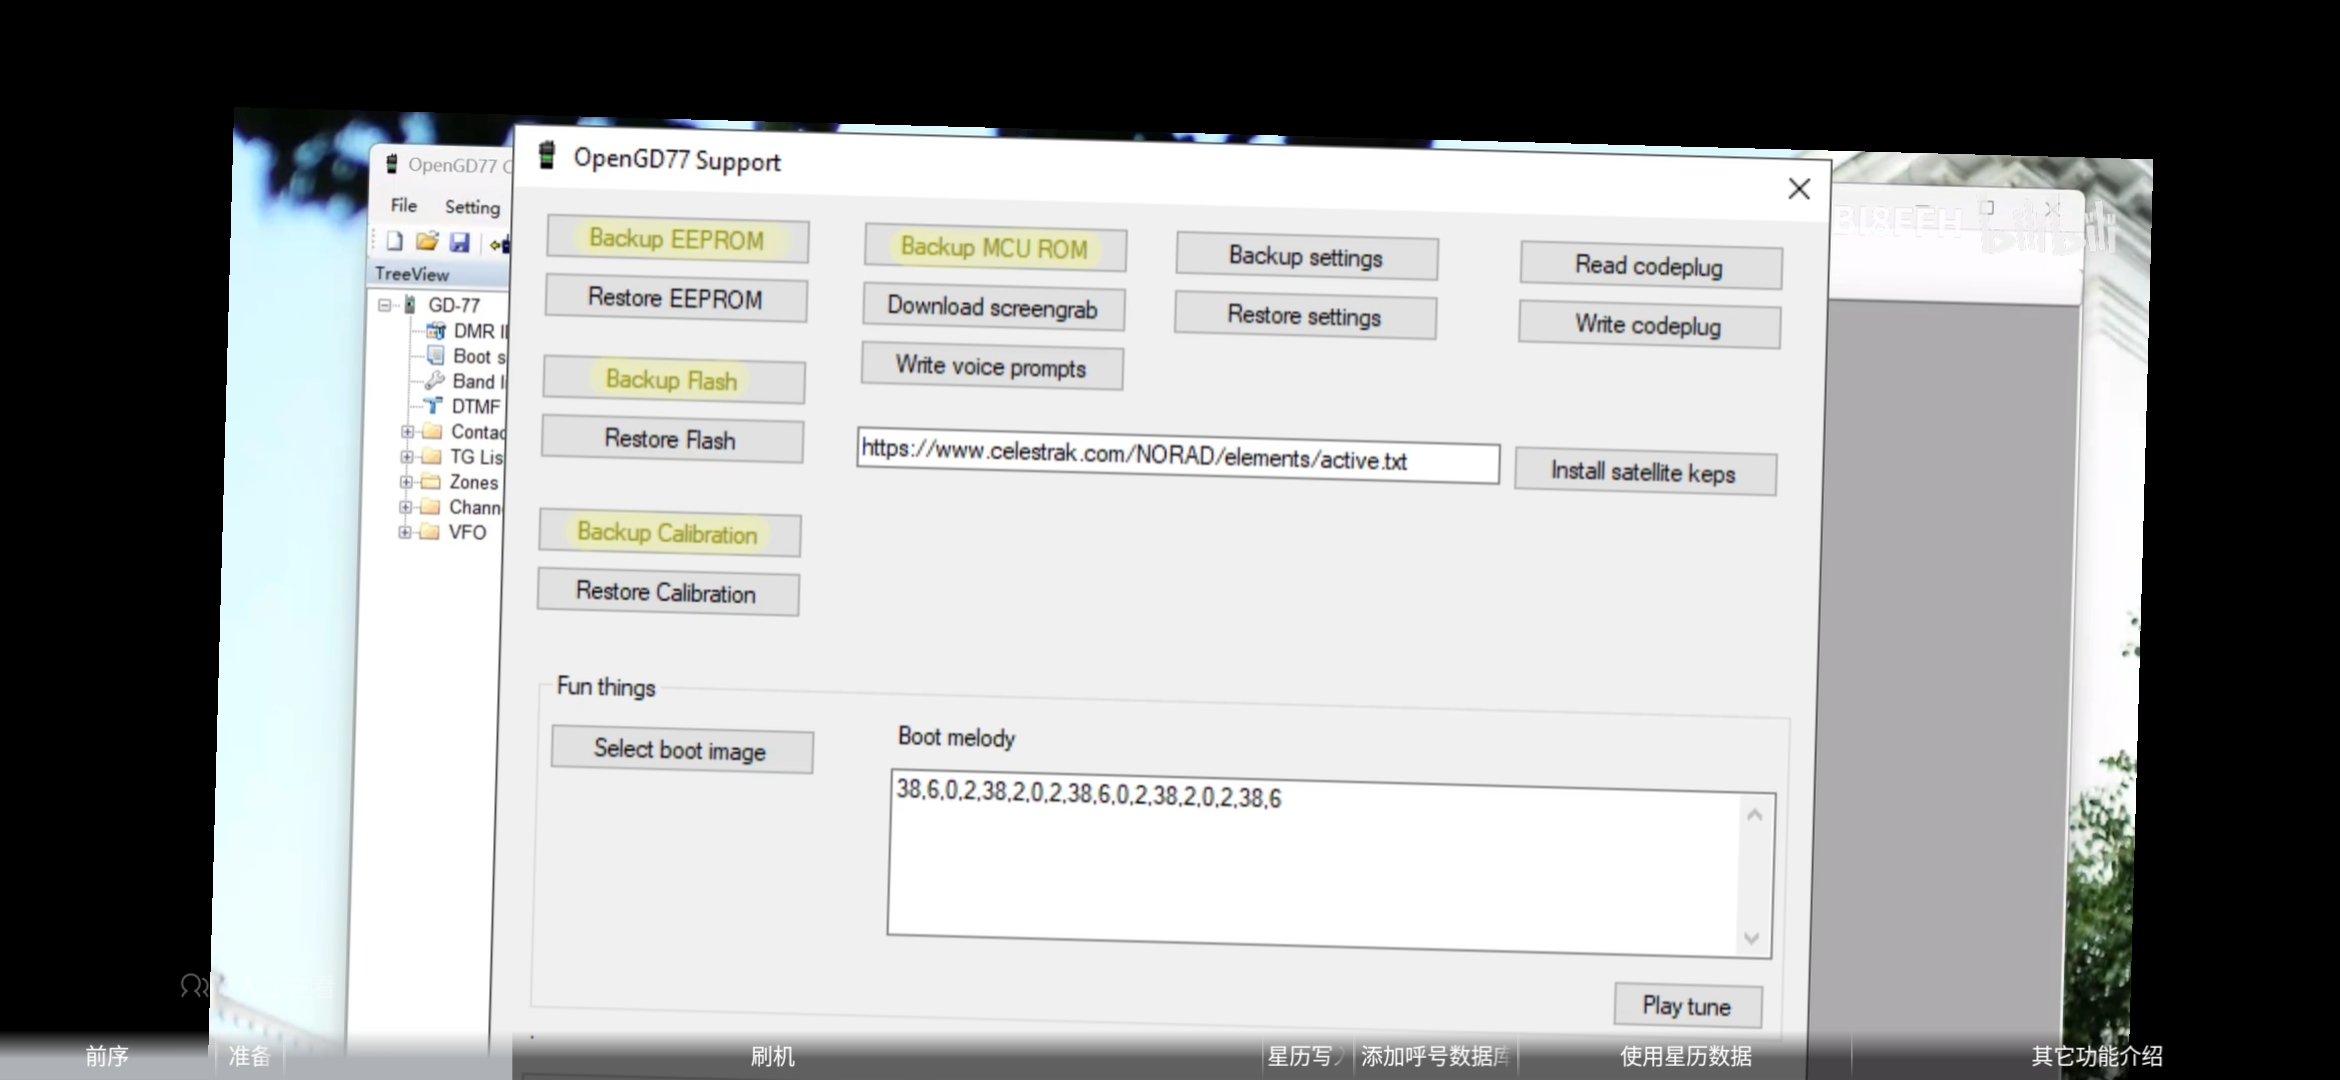 OpenGD77 Support
OpenGD77
File Setting
TreeView
GD-77
DMR
Boot
Band
DTMF
Zones
VFO
Backup EEPROM
Backup MCU ROM
Backup settings
Read codeplug
Restore EEPROM
Download screengrab
Restore settings
Write codeplug
Write voice prompts
Backup Flash
Restore Flash
https://www.celestrak.com/NORAD/elements/active.txt
Install satellite keps
Backup Calibration
Restore Calibration
Fun things
Select boot image
Boot melody
38,6,0,2,38,2,0,2,38,6,0,2,38,2,0,2,38,6
Play tune
BI8FFH bilibili
前序
准备
刷机
星历写
添加呼号数据库
使用星历数据
其它功能介绍